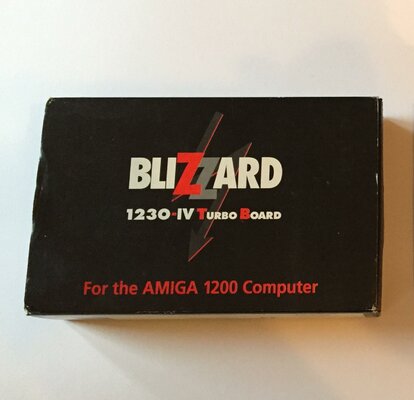 BLIZZARD
1230-IV TURBO BOARD
For the AMIGA 1200 Computer